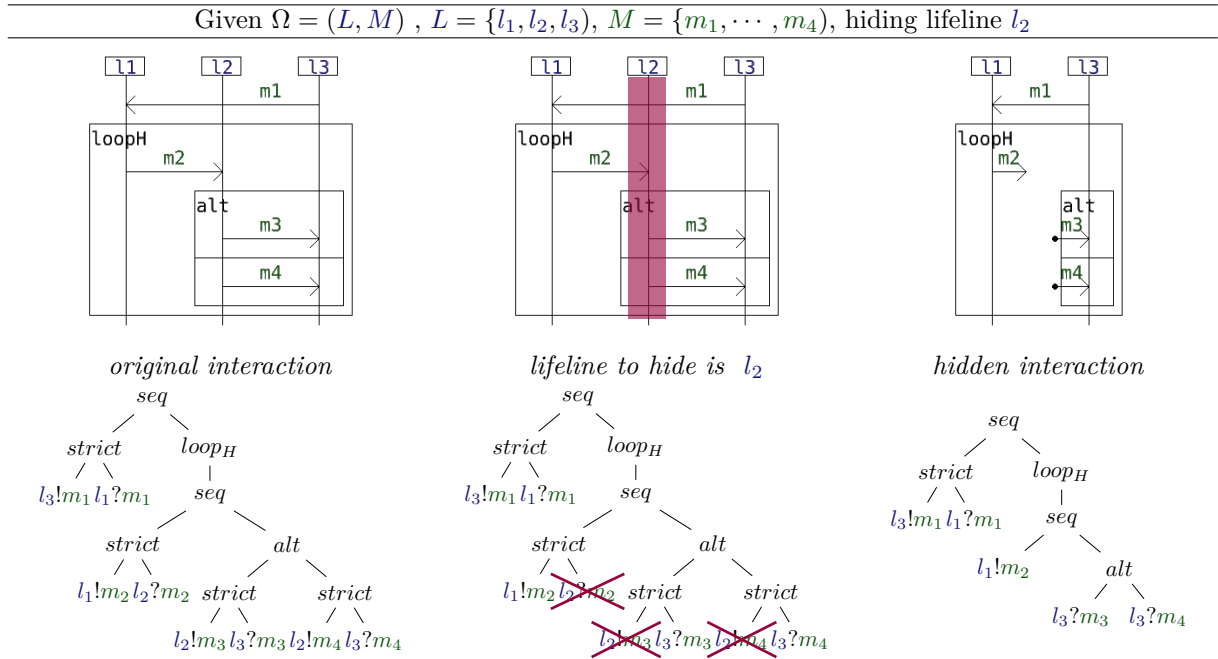 Given Ω = (L, M) , L = {l₁, l₂, l₃), M = {m₁, ⋯ , m₄), hiding lifeline l₂
l1 l2 l3
m1
loopH
m2
alt
m3
m4
l1 l2 l3
m1
loopH
m2
alt
m3
m4
l1 l3
m1
loopH
m2
alt
m3
m4
original interaction
lifeline to hide is l₂
hidden interaction
seq
strict loop_H
l₃!m₁ l₁?m₁
seq
strict alt
l₁!m₂ l₂?m₂ strict strict
l₂!m₃ l₃?m₃ l₂!m₄ l₃?m₄
seq
strict loop_H
l₃!m₁ l₁?m₁
seq
strict alt
l₁!m₂ l₂?m₂ strict strict
l₂!m₃ l₃?m₃ l₂!m₄ l₃?m₄
seq
strict loop_H
l₃!m₁ l₁?m₁
seq
l₁!m₂
alt
l₃?m₃ l₃?m₄